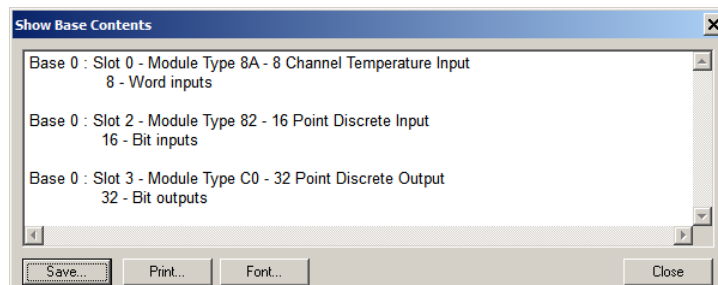 Show Base Contents
Base 0 : Slot 0 - Module Type 8A - 8 Channel Temperature Input
8 - Word inputs
Base 0 : Slot 2 - Module Type 82 - 16 Point Discrete Input
16 - Bit inputs
Base 0 : Slot 3 - Module Type C0 - 32 Point Discrete Output
32 - Bit outputs
Save... Print... Font... Close